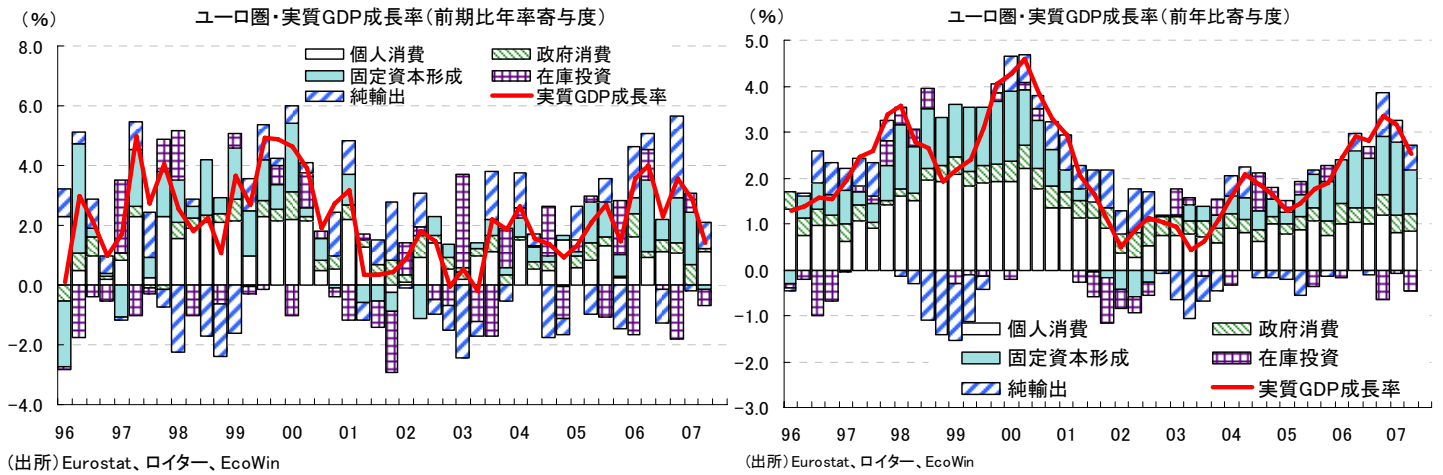 （%）
ユーロ圏・実質GDP成長率（前期比年率寄与度）
8.0
6.0
4.0
2.0
0.0
−2.0
−4.0
個人消費
政府消費
固定資本形成
在庫投資
純輸出
実質GDP成長率
96 97 98 99 00 01 02 03 04 05 06 07
（出所）Eurostat、ロイター、EcoWin
（%）
ユーロ圏・実質GDP成長率（前年比寄与度）
5.0
4.0
3.0
2.0
1.0
0.0
-1.0
-2.0
-3.0
個人消費
政府消費
固定資本形成
在庫投資
純輸出
実質GDP成長率
96 97 98 99 00 01 02 03 04 05 06 07
（出所）Eurostat、ロイター、EcoWin